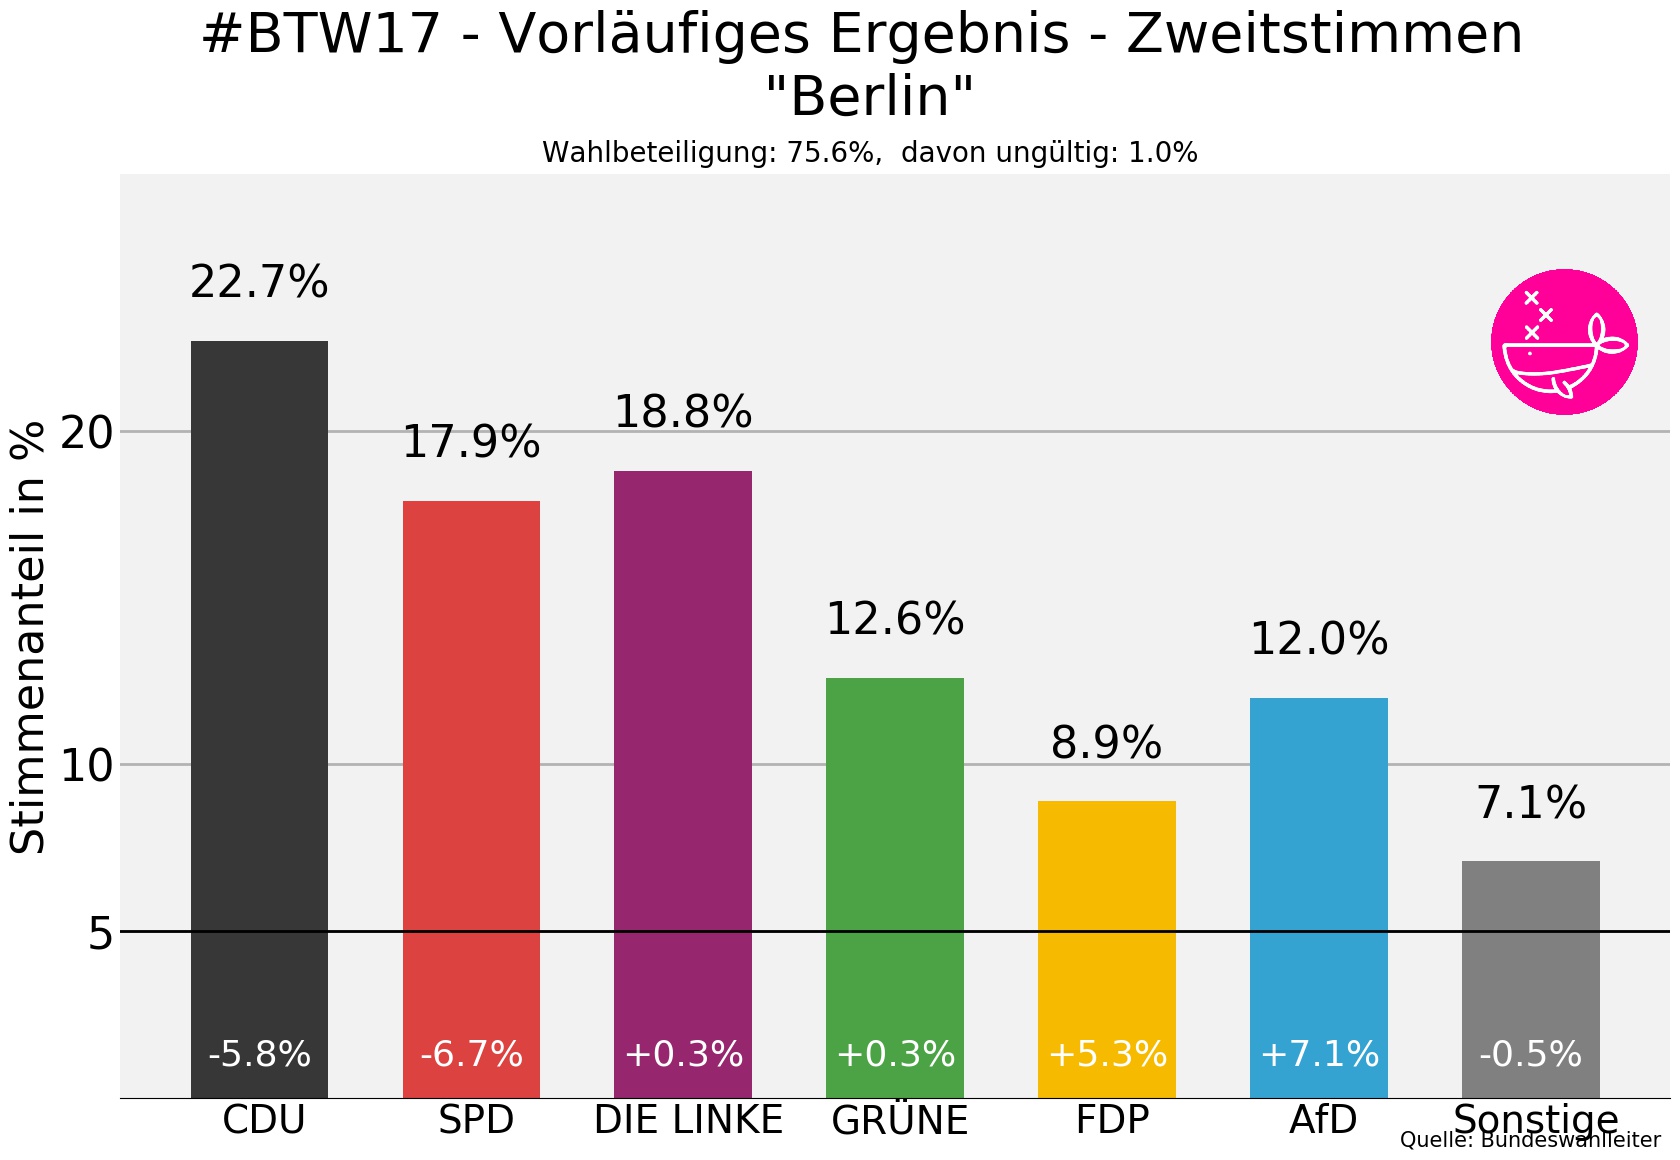 #BTW17 - Vorläufiges Ergebnis - Zweitstimmen
"Berlin"
Wahlbeteiligung: 75.6%,  davon ungültig: 1.0%
Stimmenanteil in %
20
10
5
22.7%
17.9%
18.8%
12.6%
8.9%
12.0%
7.1%
-5.8%
-6.7%
+0.3%
+0.3%
+5.3%
+7.1%
-0.5%
CDU
SPD
DIE LINKE
GRÜNE
FDP
AfD
Sonstige
Quelle: Bundeswahlleiter